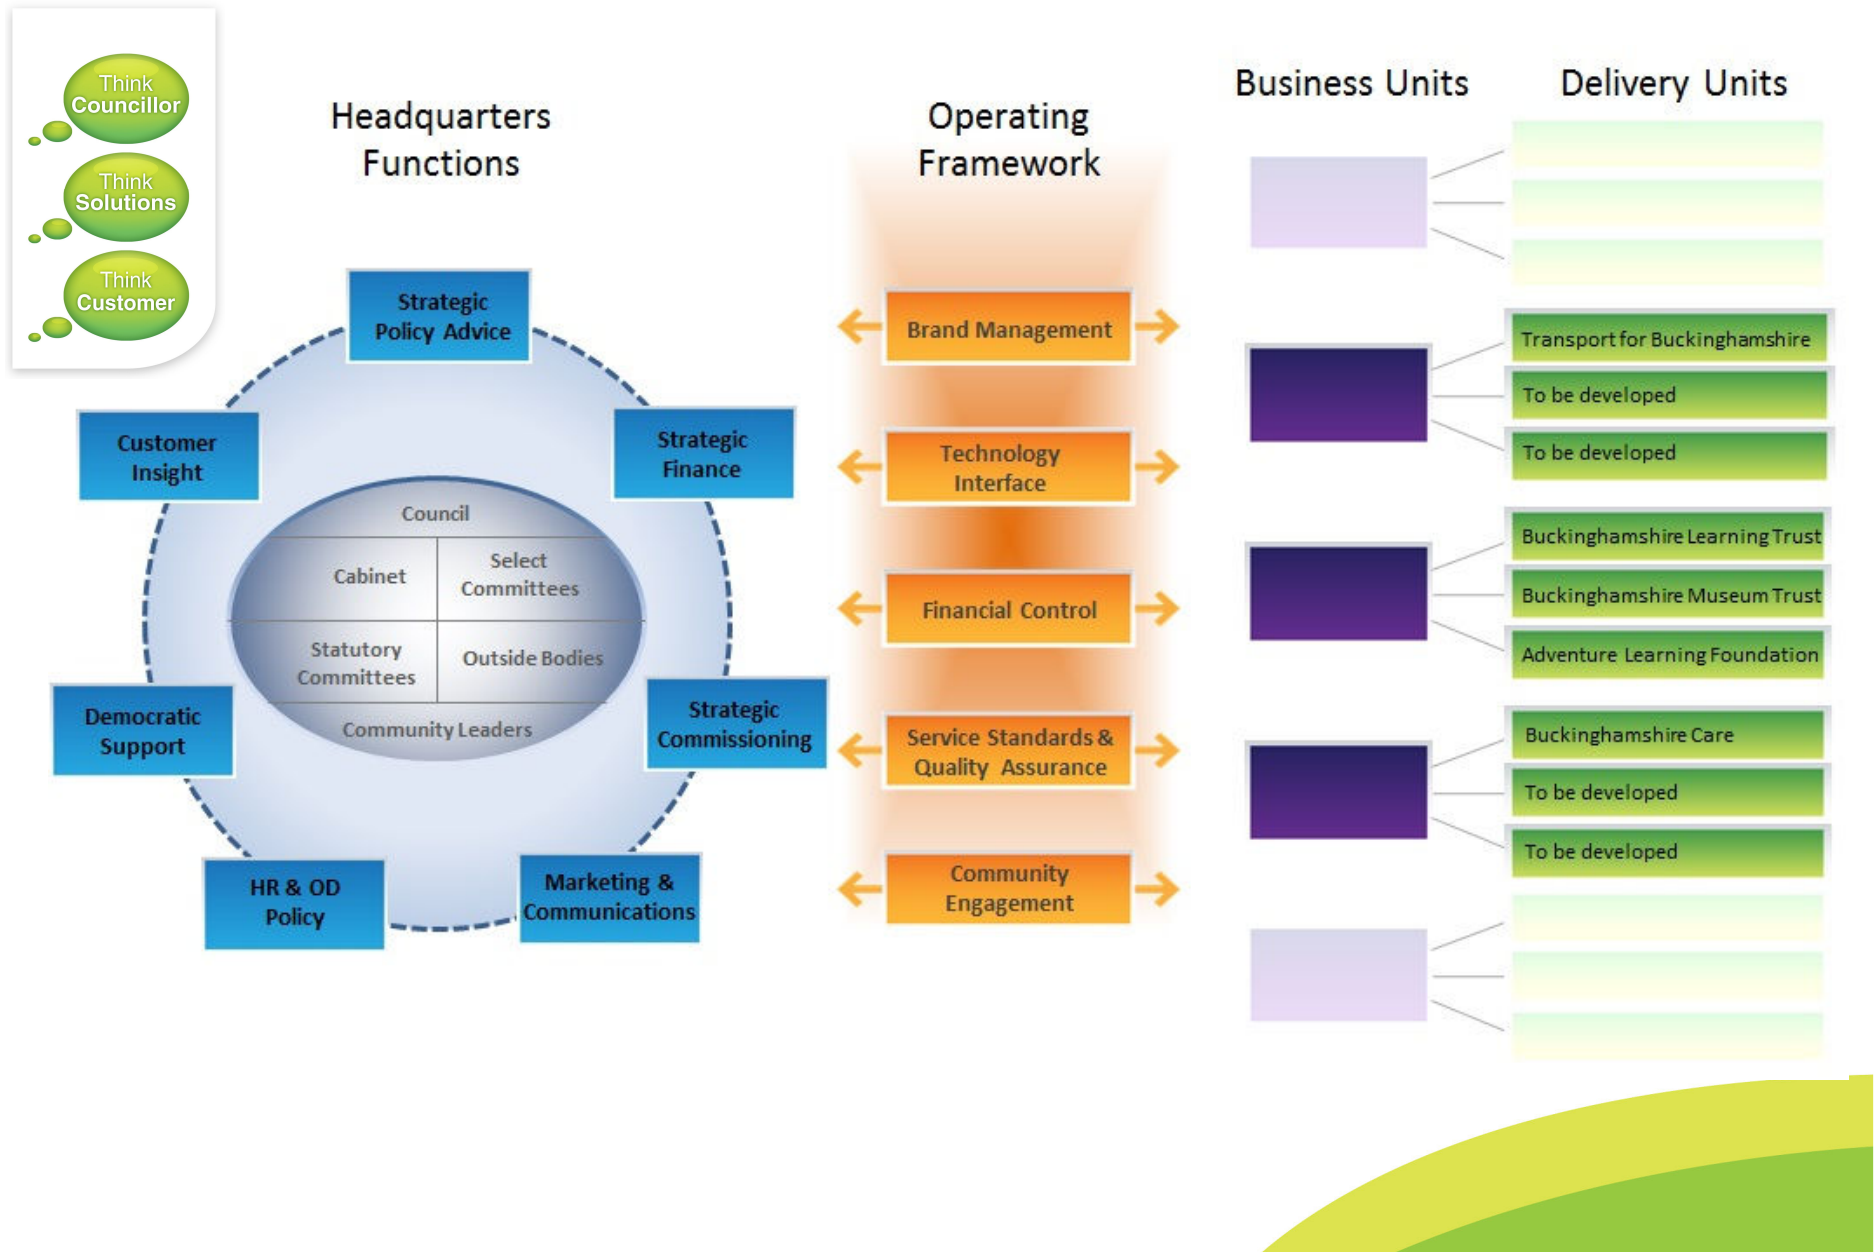 Think
Councillor
Think
Solutions
Think
Customer
Headquarters
Functions
Strategic
Policy Advice
Customer
Insight
Strategic
Finance
Council
Cabinet
Select
Committees
Statutory
Committees
Outside Bodies
Community Leaders
Democratic
Support
Strategic
Commissioning
HR & OD
Policy
Marketing &
Communications
Operating
Framework
Brand Management
Technology
Interface
Financial Control
Service Standards &
Quality Assurance
Community
Engagement
Business Units
Delivery Units
Transport for Buckinghamshire
To be developed
To be developed
Buckinghamshire Learning Trust
Buckinghamshire Museum Trust
Adventure Learning Foundation
Buckinghamshire Care
To be developed
To be developed